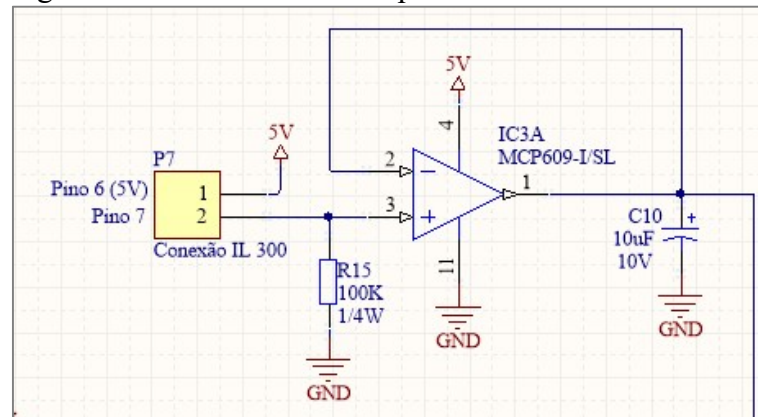 5V
4
IC3A
MCP609-I/SL
5V
P7
Pino 6 (5V)
1
Pino 7
2
Conexão IL 300
2
3
1
11
R15
100K
1/4W
C10
10uF
10V
+
GND
GND
GND